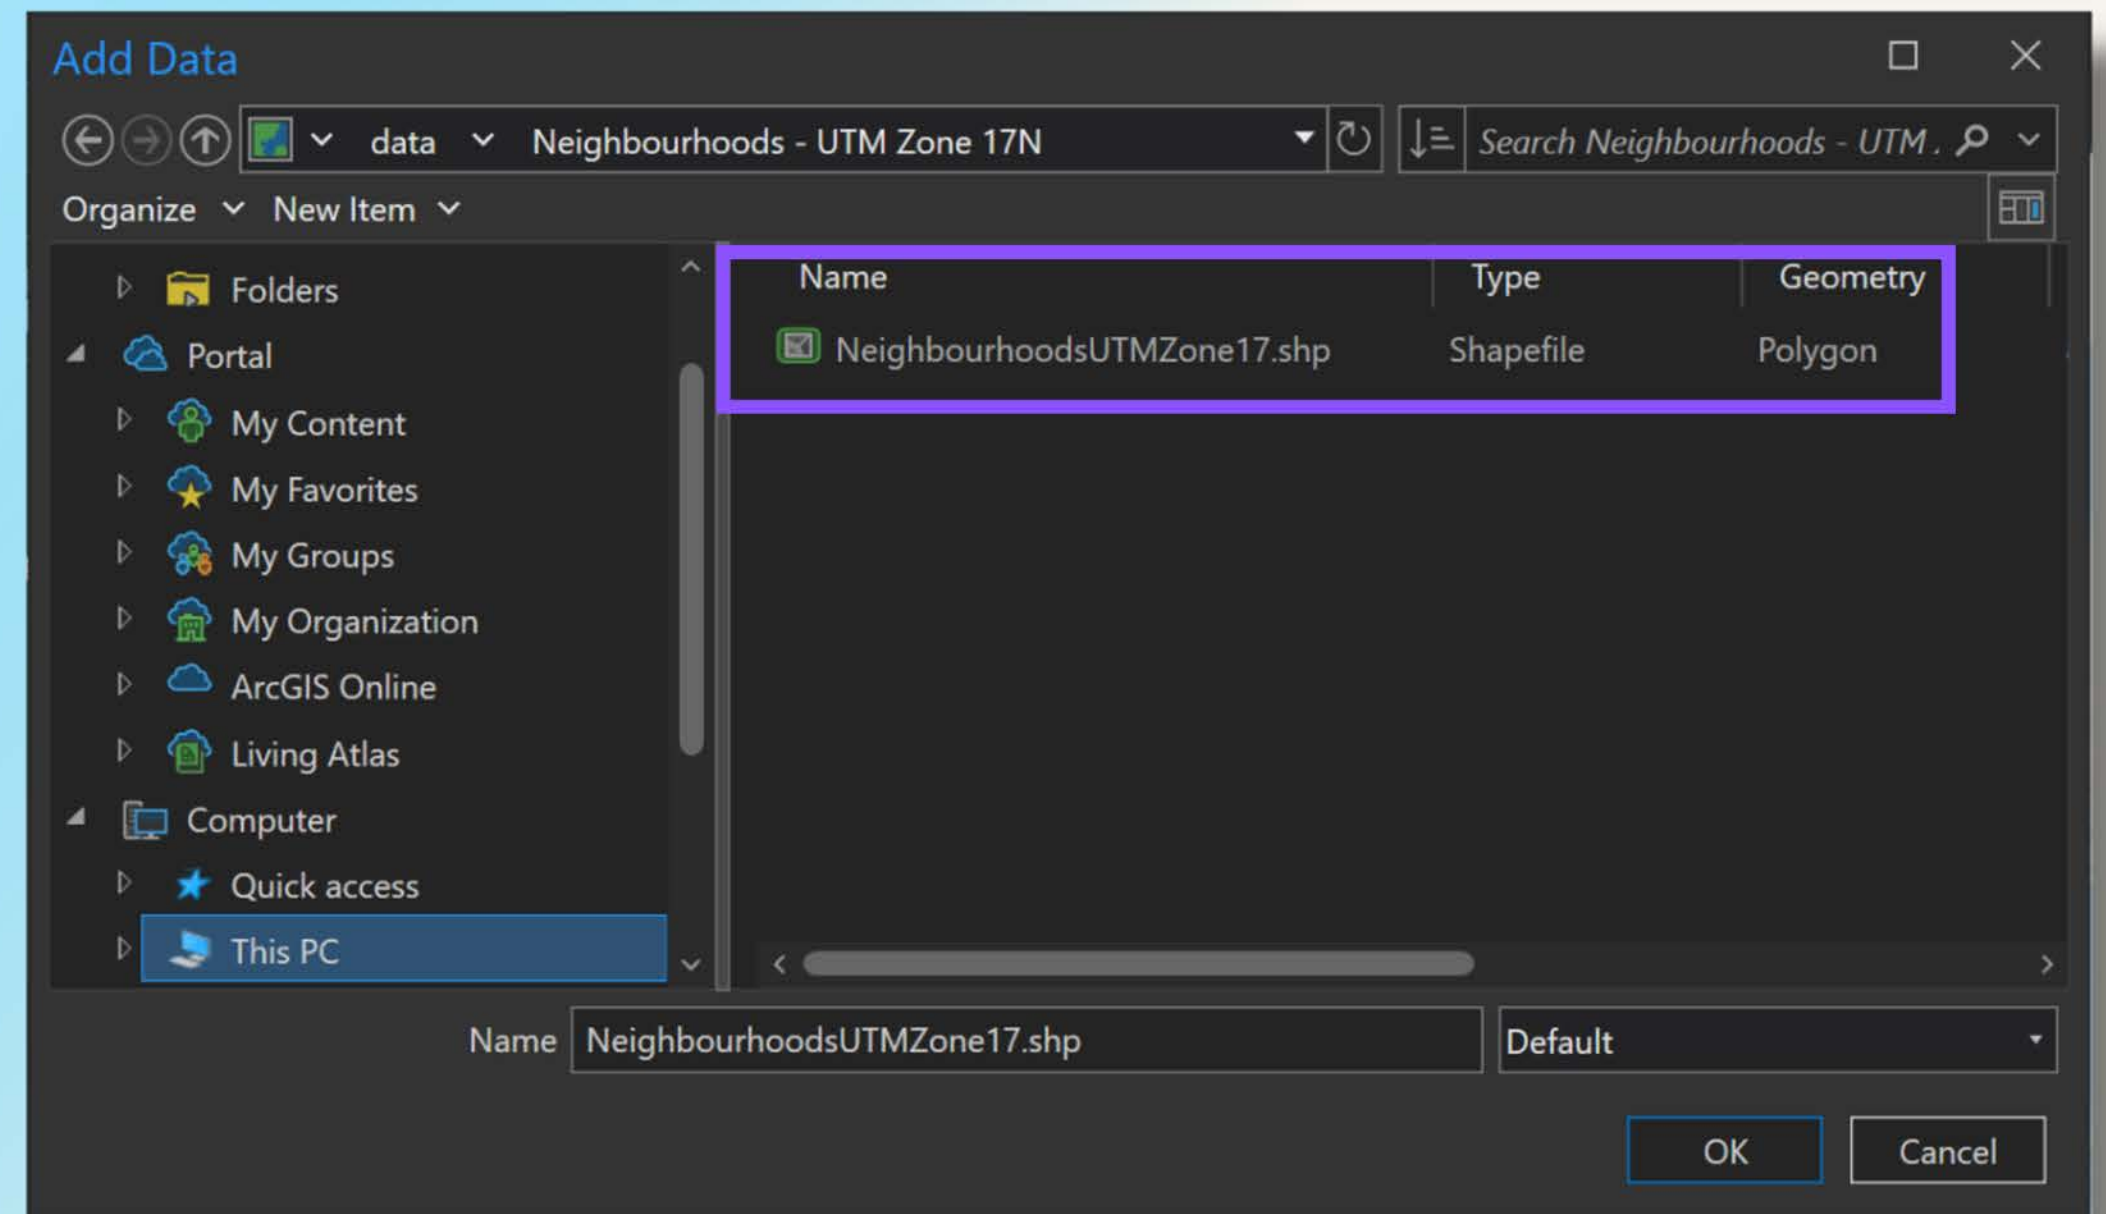 Add Data
data Neighbourhoods - UTM Zone 17N Search Neighbourhoods - UTM .
Organize New Item
Folders
Portal
My Content
My Favorites
My Groups
My Organization
ArcGIS Online
Living Atlas
Computer
Quick access
This PC
Name Type Geometry
NeighbourhoodsUTMZone17.shp Shapefile Polygon
Name NeighbourhoodsUTMZone17.shp Default
OK Cancel